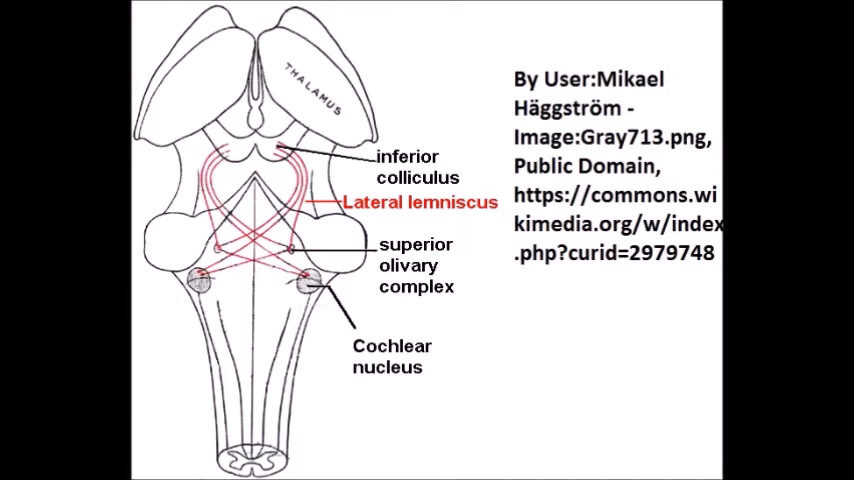 THALAMUS
inferior
colliculus
Lateral lemniscus
superior
olivary
complex
Cochlear
nucleus
By User:Mikael
Häggström -
Image:Gray713.png,
Public Domain,
https://commons.wi
kimedia.org/w/index
.php?curid=2979748